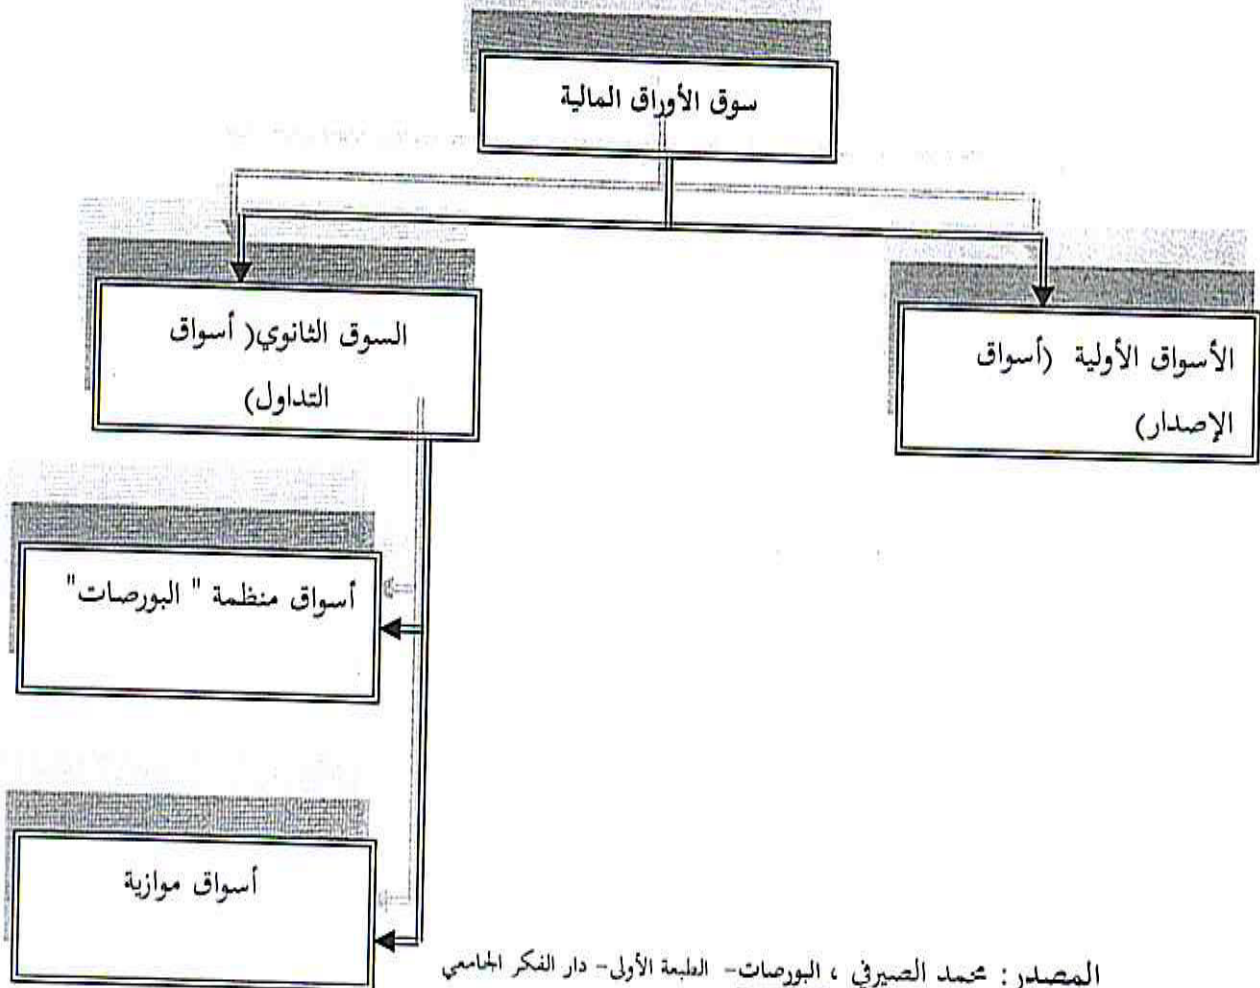 سوق الأوراق المالية
الأسواق الأولية (أسواق
الإصدار)
السوق الثانوي( أسواق
التداول)
أسواق منظمة " البورصات"
أسواق موازية
المصدر: محمد الصيرفي ، البورصات- الطبعة الأولى- دار الفكر الجامعي